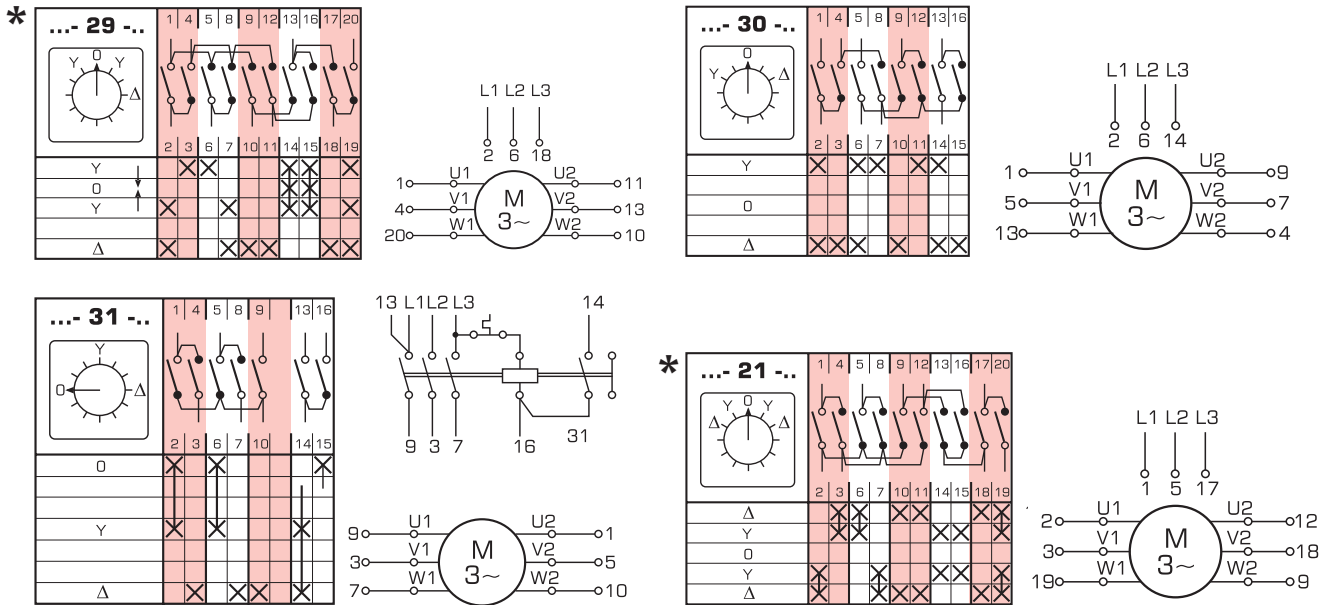 *
...- 29 -..
Y 0 Y Δ
1 4 5 8 9 12 13 16 17 20
2 3 6 7 10 11 14 15 18 19
Y
0
Y
Δ
L1 L2 L3
2 6 18
1 U1 U2 11
4 V1 V2 13
20 W1 W2 10
M
3~
...- 30 -..
0
Y Δ
1 4 5 8 9 12 13 16
2 3 6 7 10 11 14 15
Y
0
Δ
L1 L2 L3
2 6 14
1 U1 U2 9
5 V1 V2 7
13 W1 W2 4
M
3~
...- 31 -..
Y
0 Δ
1 4 5 8 9 13 16
2 3 6 7 10 14 15
0
Y
Δ
13 L1 L2 L3 14
9 3 7 16 31
9 U1 U2 1
3 V1 V2 5
7 W1 W2 10
M
3~
*
...- 21 -..
0
Y Y
Δ Δ
1 4 5 8 9 12 13 16 17 20
2 3 6 7 10 11 14 15 18 19
Δ
Y
0
Y
Δ
L1 L2 L3
1 5 17
2 U1 U2 12
3 V1 V2 18
19 W1 W2 9
M
3~